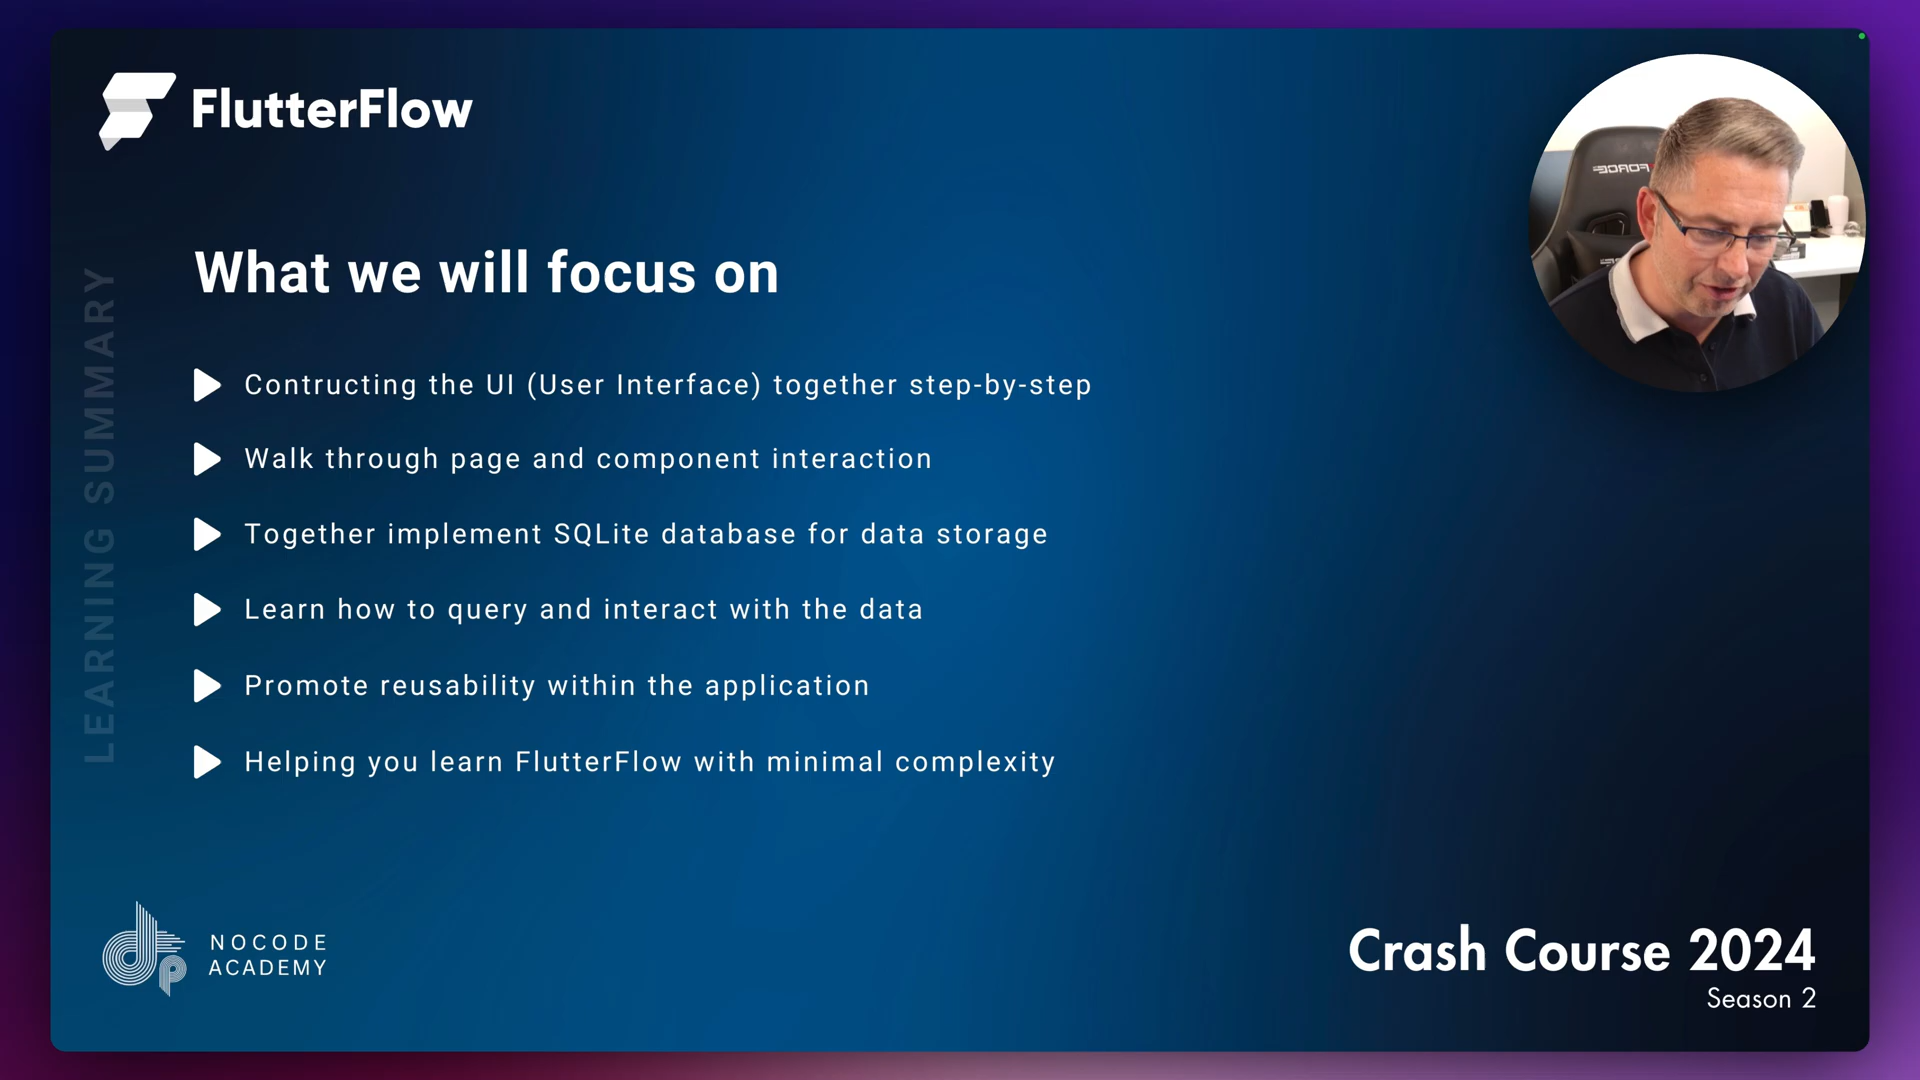 FlutterFlow
What we will focus on
LEARNING SUMMARY
Contructing the UI (User Interface) together step-by-step
Walk through page and component interaction
Together implement SQLite database for data storage
Learn how to query and interact with the data
Promote reusability within the application
Helping you learn FlutterFlow with minimal complexity
NOCODE
ACADEMY
Crash Course 2024
Season 2